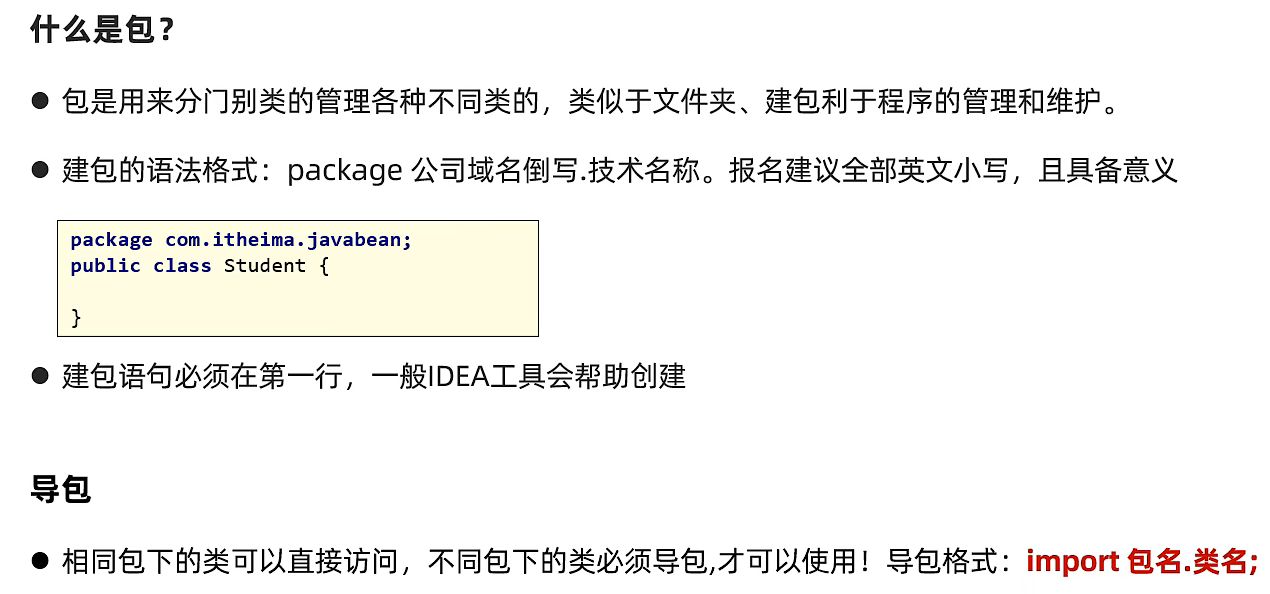 什么是包？
● 包是用来分门别类的管理各种不同类的，类似于文件夹、建包利于程序的管理和维护。
● 建包的语法格式：package 公司域名倒写.技术名称。报名建议全部英文小写，且具备意义
package com.itheima.javabean;
public class Student {
}
● 建包语句必须在第一行，一般IDEA工具会帮助创建
导包
● 相同包下的类可以直接访问，不同包下的类必须导包,才可以使用！导包格式：import 包名.类名;